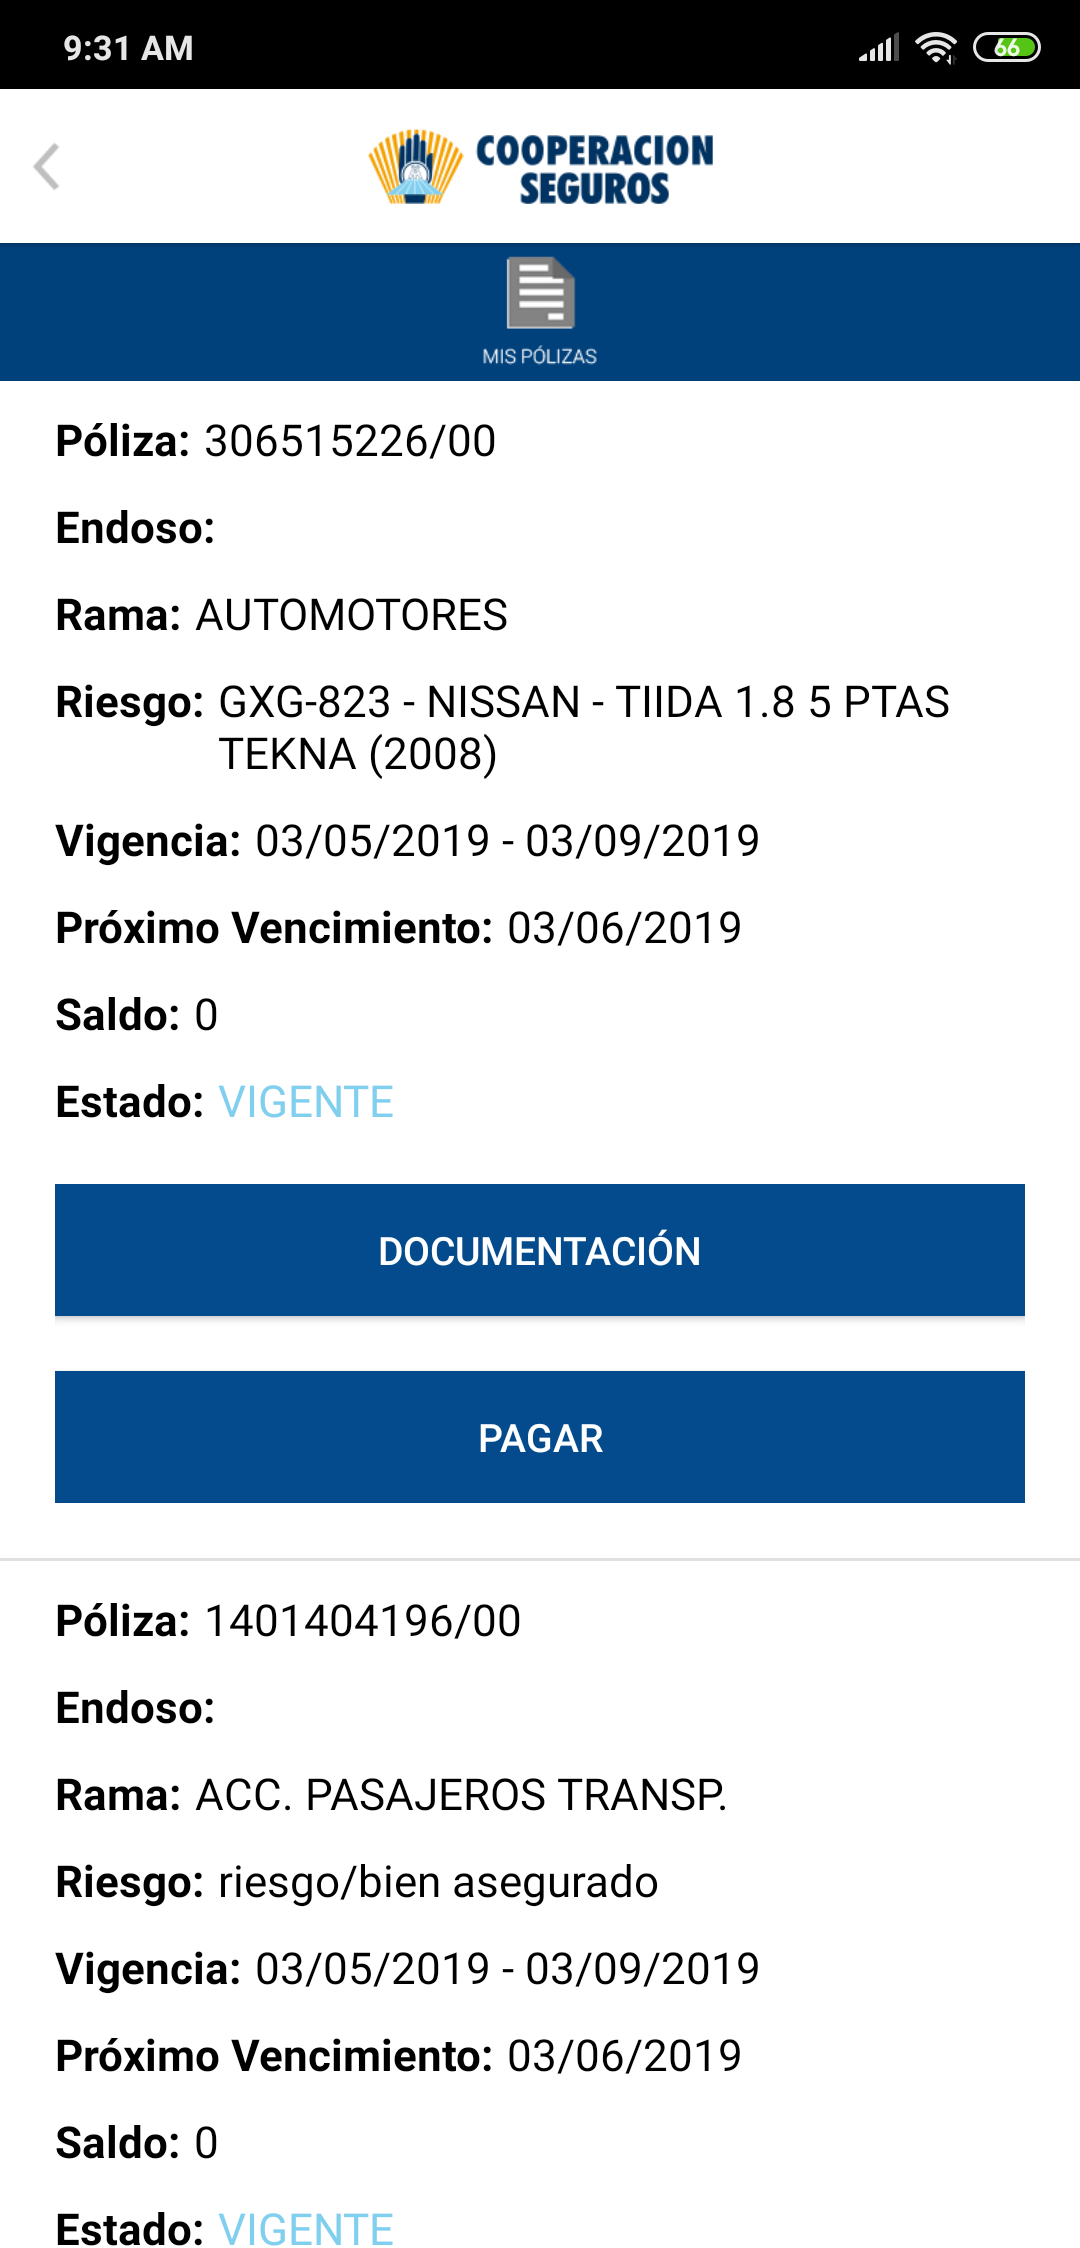 9:31 AM
66
COOPERACION
SEGUROS
MIS PÓLIZAS
Póliza: 306515226/00
Endoso:
Rama: AUTOMOTORES
Riesgo: GXG-823 - NISSAN - TIIDA 1.8 5 PTAS
TEKNA (2008)
Vigencia: 03/05/2019 - 03/09/2019
Próximo Vencimiento: 03/06/2019
Saldo: 0
Estado: VIGENTE
DOCUMENTACIÓN
PAGAR
Póliza: 1401404196/00
Endoso:
Rama: ACC. PASAJEROS TRANSP.
Riesgo: riesgo/bien asegurado
Vigencia: 03/05/2019 - 03/09/2019
Próximo Vencimiento: 03/06/2019
Saldo: 0
Estado: VIGENTE